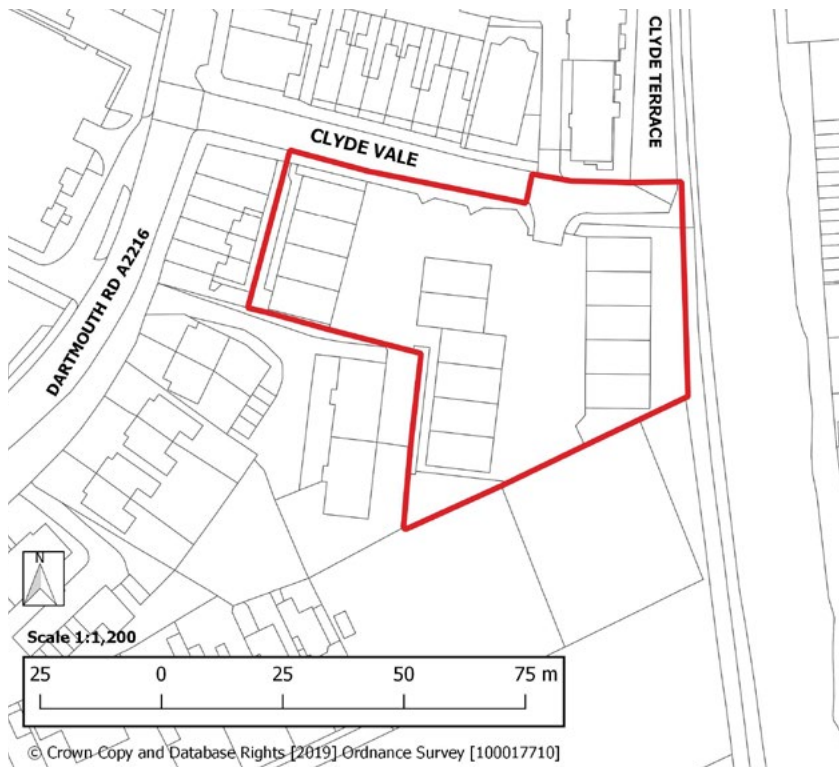 CLYDE TERRACE
CLYDE VALE
DARTMOUTH RD A2216
N
Scale 1:1,200
25 0 25 50 75 m
© Crown Copy and Database Rights [2019] Ordnance Survey [100017710]